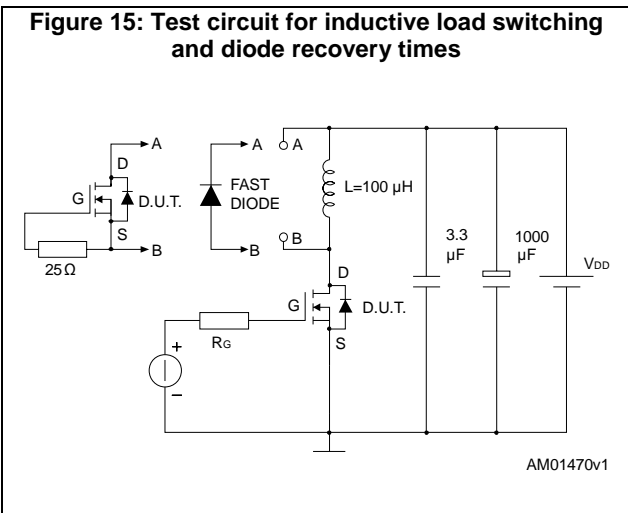 Figure 15: Test circuit for inductive load switching
and diode recovery times
A
D
G
D.U.T.
S
B
25Ω
A
FAST
DIODE
B
A
B
L=100 µH
D
G
D.U.T.
S
RG
+
−
3.3
µF
1000
µF
VDD
AM01470v1